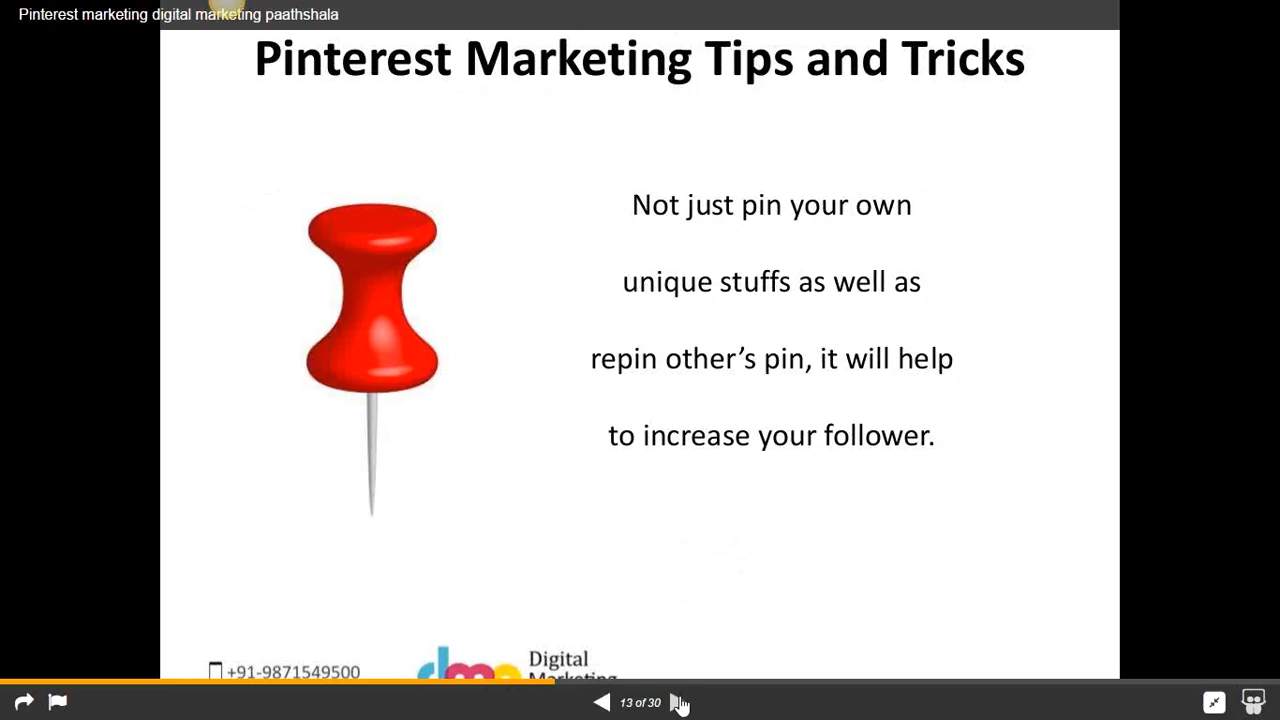 Pinterest marketing digital marketing paathshala
Pinterest Marketing Tips and Tricks
Not just pin your own
unique stuffs as well as
repin other’s pin, it will help
to increase your follower.
+91-9871549500
dmp
Digital
Marketing
13 of 30